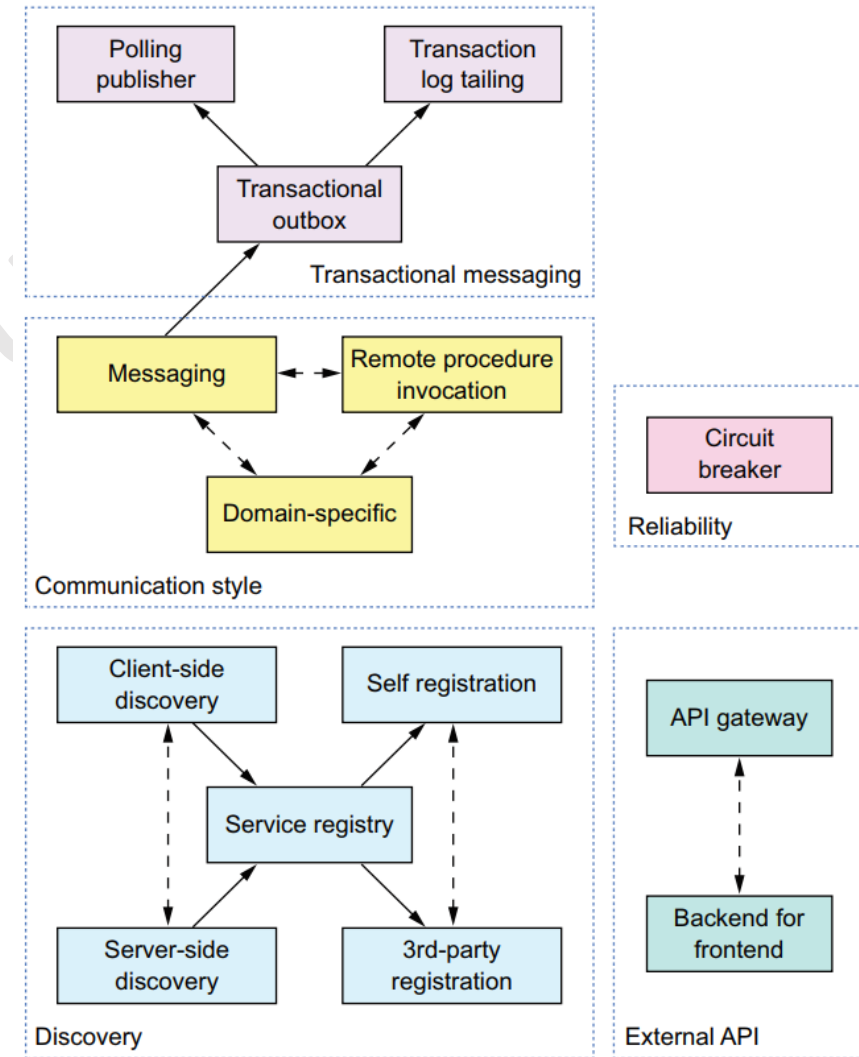 Polling
publisher
Transaction
log tailing
Transactional
outbox
Transactional messaging
Messaging
Remote procedure
invocation
Domain-specific
Communication style
Circuit
breaker
Reliability
Client-side
discovery
Self registration
Service registry
Server-side
discovery
3rd-party
registration
Discovery
API gateway
Backend for
frontend
External API